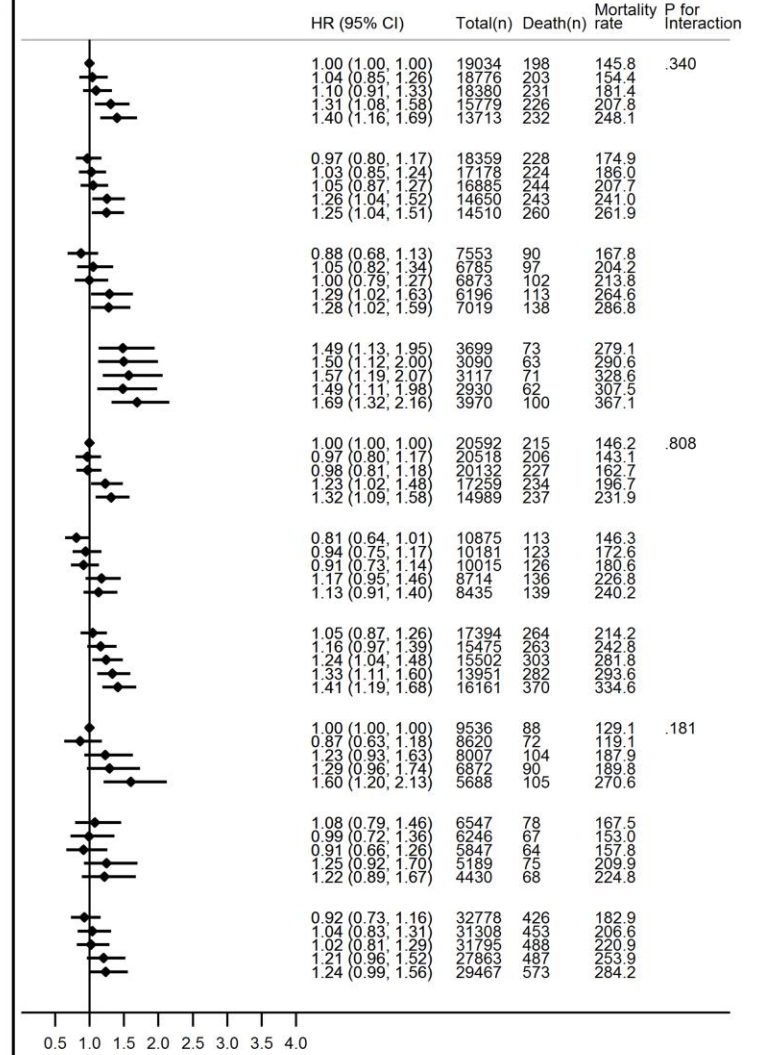 HR (95% CI) Total(n) Death(n) Mortality rate P for Interaction
1.00 (1.00, 1.00) 19034 198 145.8 .340
1.04 (0.85, 1.26) 18776 203 154.4
1.10 (0.91, 1.33) 18380 231 181.4
1.31 (1.08, 1.58) 15779 226 207.8
1.40 (1.16, 1.69) 13713 232 248.1
0.97 (0.80, 1.17) 18359 228 174.9
1.03 (0.85, 1.24) 17178 224 186.0
1.05 (0.87, 1.27) 16885 244 207.7
1.26 (1.04, 1.52) 14650 243 241.0
1.25 (1.04, 1.51) 14510 260 261.9
0.88 (0.68, 1.13) 7553 90 167.8
1.05 (0.82, 1.34) 6785 97 204.2
1.00 (0.79, 1.27) 6873 102 213.8
1.29 (1.02, 1.63) 6196 113 264.6
1.28 (1.02, 1.59) 7019 138 286.8
1.49 (1.13, 1.95) 3699 73 279.1
1.50 (1.12, 2.00) 3090 63 290.6
1.57 (1.19, 2.07) 3117 71 328.6
1.49 (1.11, 1.98) 2930 62 307.5
1.69 (1.32, 2.16) 3970 100 367.1
1.00 (1.00, 1.00) 20592 215 146.2 .808
0.97 (0.80, 1.17) 20518 206 143.1
0.98 (0.81, 1.18) 20132 227 162.7
1.23 (1.02, 1.48) 17259 234 196.7
1.32 (1.09, 1.58) 14989 237 231.9
0.81 (0.64, 1.01) 10875 113 146.3
0.94 (0.75, 1.17) 10181 123 172.6
0.91 (0.73, 1.14) 10015 126 180.6
1.17 (0.95, 1.46) 8714 136 226.8
1.13 (0.91, 1.40) 8435 139 240.2
1.05 (0.87, 1.26) 17394 264 214.2
1.16 (0.97, 1.39) 15475 263 242.8
1.24 (1.04, 1.48) 15502 303 281.8
1.33 (1.11, 1.60) 13951 282 293.6
1.41 (1.19, 1.68) 16161 370 334.6
1.00 (1.00, 1.00) 9536 88 129.1 .181
0.87 (0.63, 1.18) 8620 72 119.1
1.23 (0.93, 1.63) 8007 104 187.9
1.29 (0.96, 1.74) 6872 90 189.8
1.60 (1.20, 2.13) 5688 105 270.6
1.08 (0.79, 1.46) 6547 78 167.5
0.99 (0.72, 1.36) 6246 67 153.0
0.91 (0.66, 1.26) 5847 64 157.8
1.25 (0.92, 1.70) 5189 75 209.9
1.22 (0.89, 1.67) 4430 68 224.8
0.92 (0.73, 1.16) 32778 426 182.9
1.04 (0.83, 1.31) 31308 453 206.6
1.02 (0.81, 1.29) 31795 488 220.9
1.21 (0.96, 1.52) 27863 487 253.9
1.24 (0.99, 1.56) 29467 573 284.2
0.5 1.0 1.5 2.0 2.5 3.0 3.5 4.0